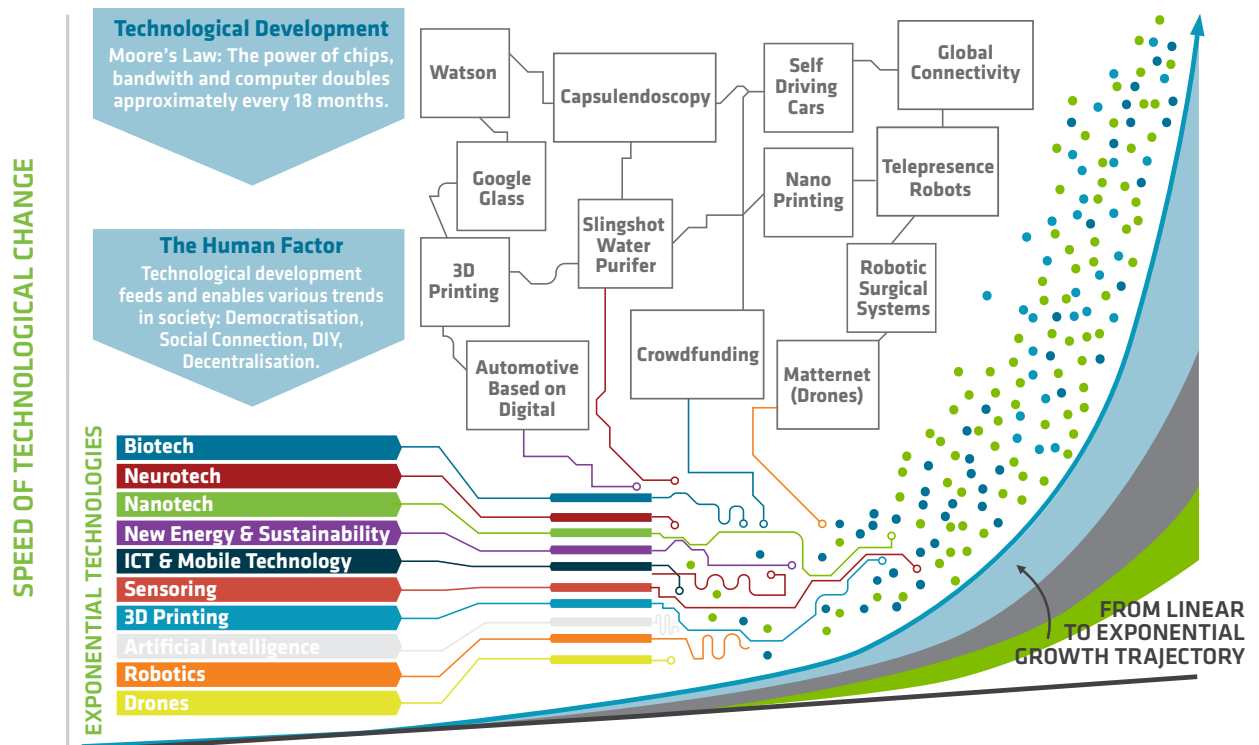 SPEED OF TECHNOLOGICAL CHANGE
Technological Development
Moore's Law: The power of chips,
bandwith and computer doubles
approximately every 18 months.
The Human Factor
Technological development
feeds and enables various trends
in society: Democratisation,
Social Connection, DIY,
Decentralisation.
Watson
Capsulendoscopy
Self
Driving
Cars
Global
Connectivity
Google
Glass
Slingshot
Water
Purifer
Nano
Printing
Telepresence
Robots
3D
Printing
Robotic
Surgical
Systems
Automotive
Based on
Digital
Crowdfunding
Matternet
(Drones)
EXPONENTIAL TECHNOLOGIES
Biotech
Neurotech
Nanotech
New Energy & Sustainability
ICT & Mobile Technology
Sensoring
3D Printing
Artificial Intelligence
Robotics
Drones
FROM LINEAR
TO EXPONENTIAL
GROWTH TRAJECTORY